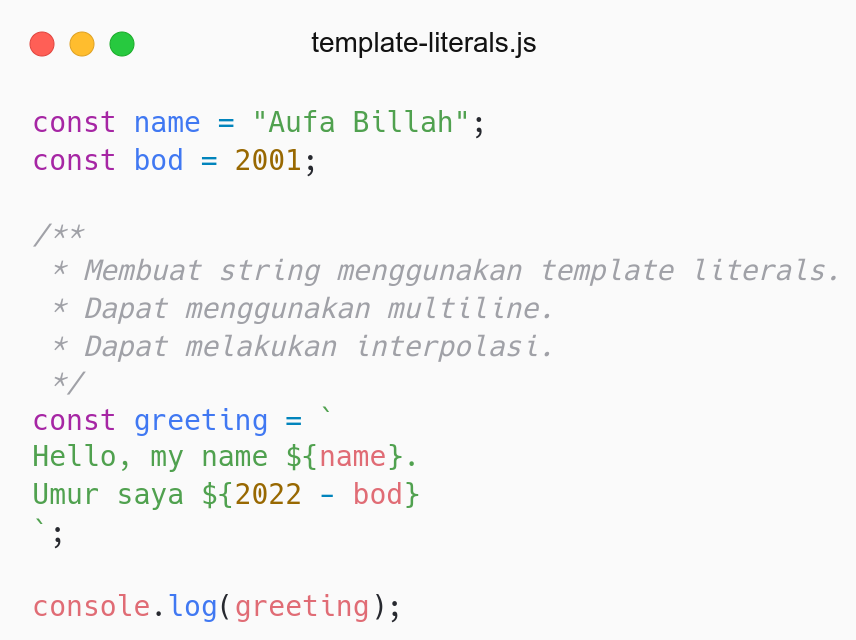 template-literals.js
const name = "Aufa Billah";
const bod = 2001;
/**
 * Membuat string menggunakan template literals.
 * Dapat menggunakan multiline.
 * Dapat melakukan interpolasi.
 */
const greeting = `
Hello, my name ${name}.
Umur saya ${2022 - bod}
`;
console.log(greeting);